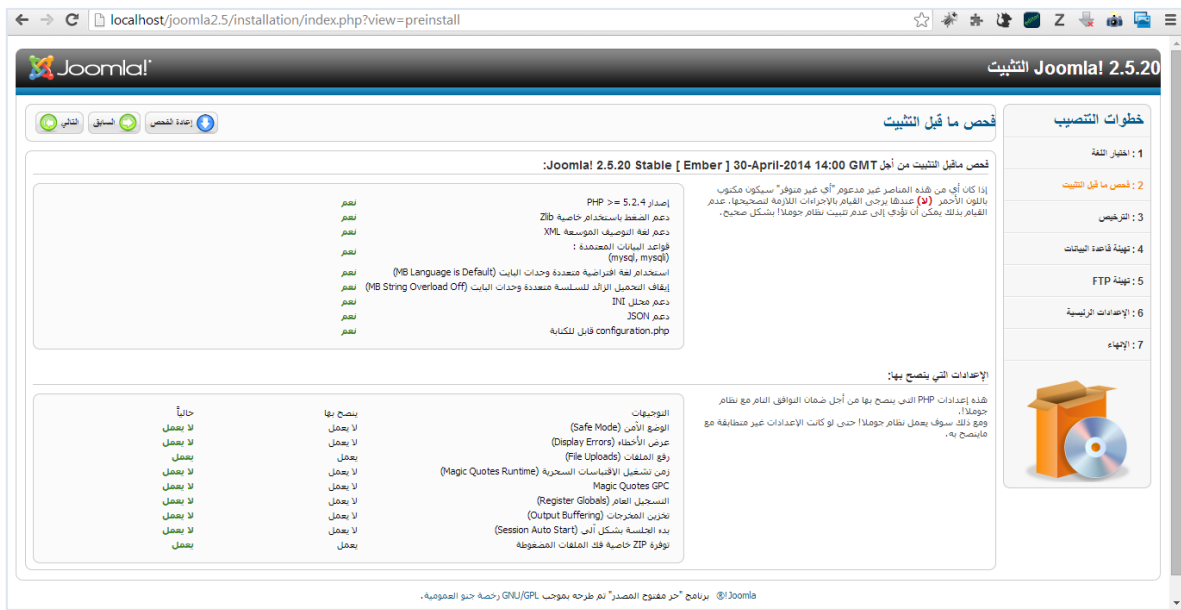 localhost/joomla2.5/installation/index.php?view=preinstall
Joomla!
Joomla! 2.5.20 التثبيت
خطوات التنصيب
1 : اختيار اللغة
2 : فحص ما قبل التثبيت
3 : الترخيص
4 : تهيئة قاعدة البيانات
5 : تهيئة FTP
6 : الإعدادات الرئيسية
7 : الإنهاء
فحص ما قبل التثبيت
إعادة الفحص
السابق
التالي
فحص ماقبل التثبيت من أجل Joomla! 2.5.20 Stable [ Ember ] 30-April-2014 14:00 GMT:
إذا كان أي من هذه العناصر غير مدعوم "أي غير متوفر" سيكون مكتوب
باللون الأحمر (لا) عندها يرجى القيام بالإجراءات اللازمة لتصحيحها، عدم
القيام بذلك يمكن أن يؤدي إلى عدم تثبيت نظام جوملا! بشكل صحيح.
إصدار PHP >= 5.2.4 نعم
دعم الضغط باستخدام خاصية Zlib نعم
دعم لغة التوصيف الموسعة XML نعم
قواعد البيانات المعتمدة : نعم
(mysql, mysqli)
استخدام لغة افتراضية متعددة وحدات البايت (MB Language is Default) نعم
إيقاف التحميل الزائد للسلسة متعددة وحدات البايت (MB String Overload Off) نعم
دعم محلل INI نعم
دعم JSON نعم
configuration.php قابل للكتابة نعم
الإعدادات التي ينصح بها:
هذه إعدادات PHP التي ينصح بها من أجل ضمان التوافق التام مع نظام
جوملا!.
ومع ذلك سوف يعمل نظام جوملا! حتى لو كانت الإعدادات غير متطابقة مع
ماينصح به.
التوجيهات ينصح بها حالياً
الوضع الأمن (Safe Mode) لا يعمل لا يعمل
عرض الأخطاء (Display Errors) لا يعمل لا يعمل
رفع الملفات (File Uploads) يعمل يعمل
زمن تشغيل الإقتباسات السحرية (Magic Quotes Runtime) لا يعمل لا يعمل
Magic Quotes GPC لا يعمل لا يعمل
التسجيل العام (Register Globals) لا يعمل لا يعمل
تخزين المخرجات (Output Buffering) لا يعمل لا يعمل
بدء الجلسة بشكل آلي (Session Auto Start) لا يعمل لا يعمل
توفرة ZIP خاصية فك الملفات المضغوطة يعمل يعمل
Joomla!® برنامج "حر مفتوح المصدر" تم طرحه بموجب GNU/GPL رخصة جنو العمومية.